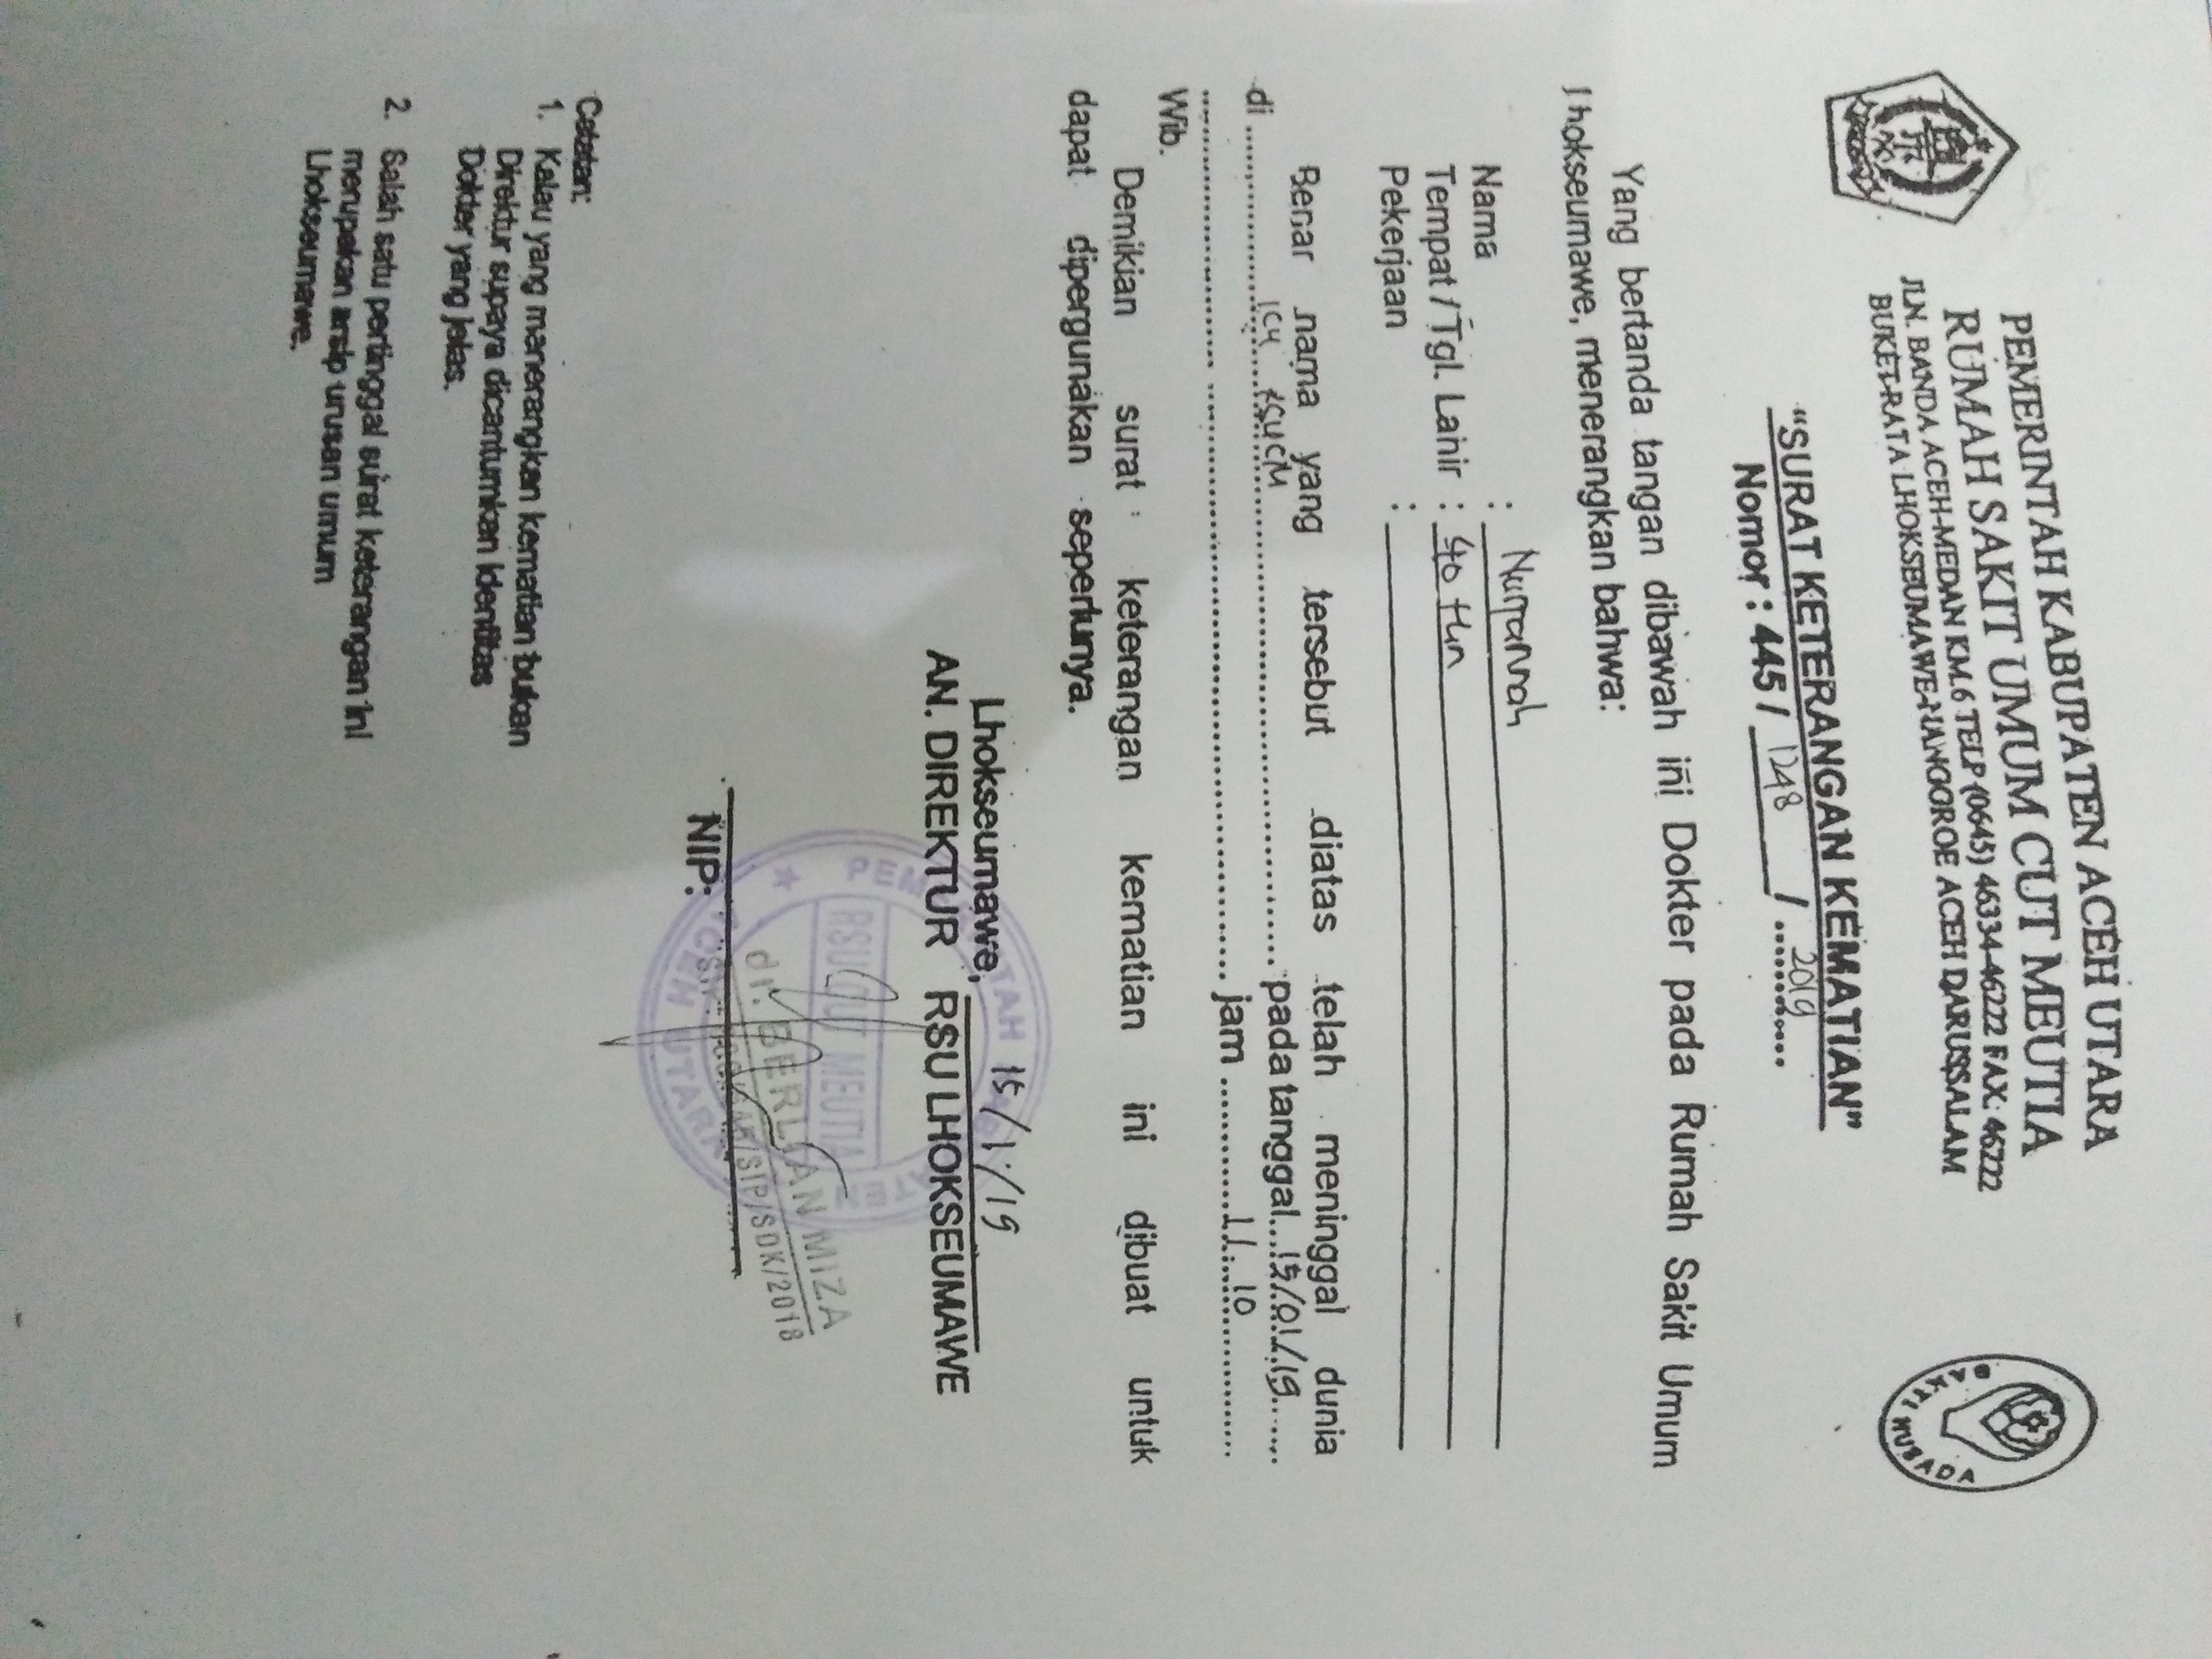 PEMERINTAH KABUPATEN ACEH UTARA
RUMAH SAKIT UMUM CUT MEUTIA
JLN. BANDA ACEH-MEDAN KM.6 TELP (0645) 46334-46222 FAX: 46222
BUKET-RATA LHOKSEUMAWE-NANGGROE ACEH DARUSSALAM
BAKTI HUSADA
“SURAT KETERANGAN KEMATIAN”
Nomor : 445 / 1248 / ......2019......
Yang bertanda tangan dibawah ini Dokter pada Rumah Sakit Umum
Lhokseumawe, menerangkan bahwa:
Nama : Nurjannah
Tempat / Tgl. Lahir : 40 thn
Pekerjaan :
Benar nama yang tersebut diatas telah meninggal dunia
di ........ ICU RSUCM ........ pada tanggal....15/01/19......
........ jam ........ 11.10 ........
Wib.
Demikian surat keterangan kematian ini dibuat untuk
dapat dipergunakan seperlunya.
Lhokseumawe, 15/1/19
AN. DIREKTUR RSU LHOKSEUMAWE
RSU CUT MEUTIA
dr. BERLIAN MIZA
/SIP/SDK/2018
NIP:
Catatan:
1. Kalau yang menerangkan kematian bukan
Direktur supaya dicantumkan Identitas
Dokter yang jelas.
2. Salah satu pertinggal surat keterangan ini
merupakan arsip urusan umum
Lhokseumawe.